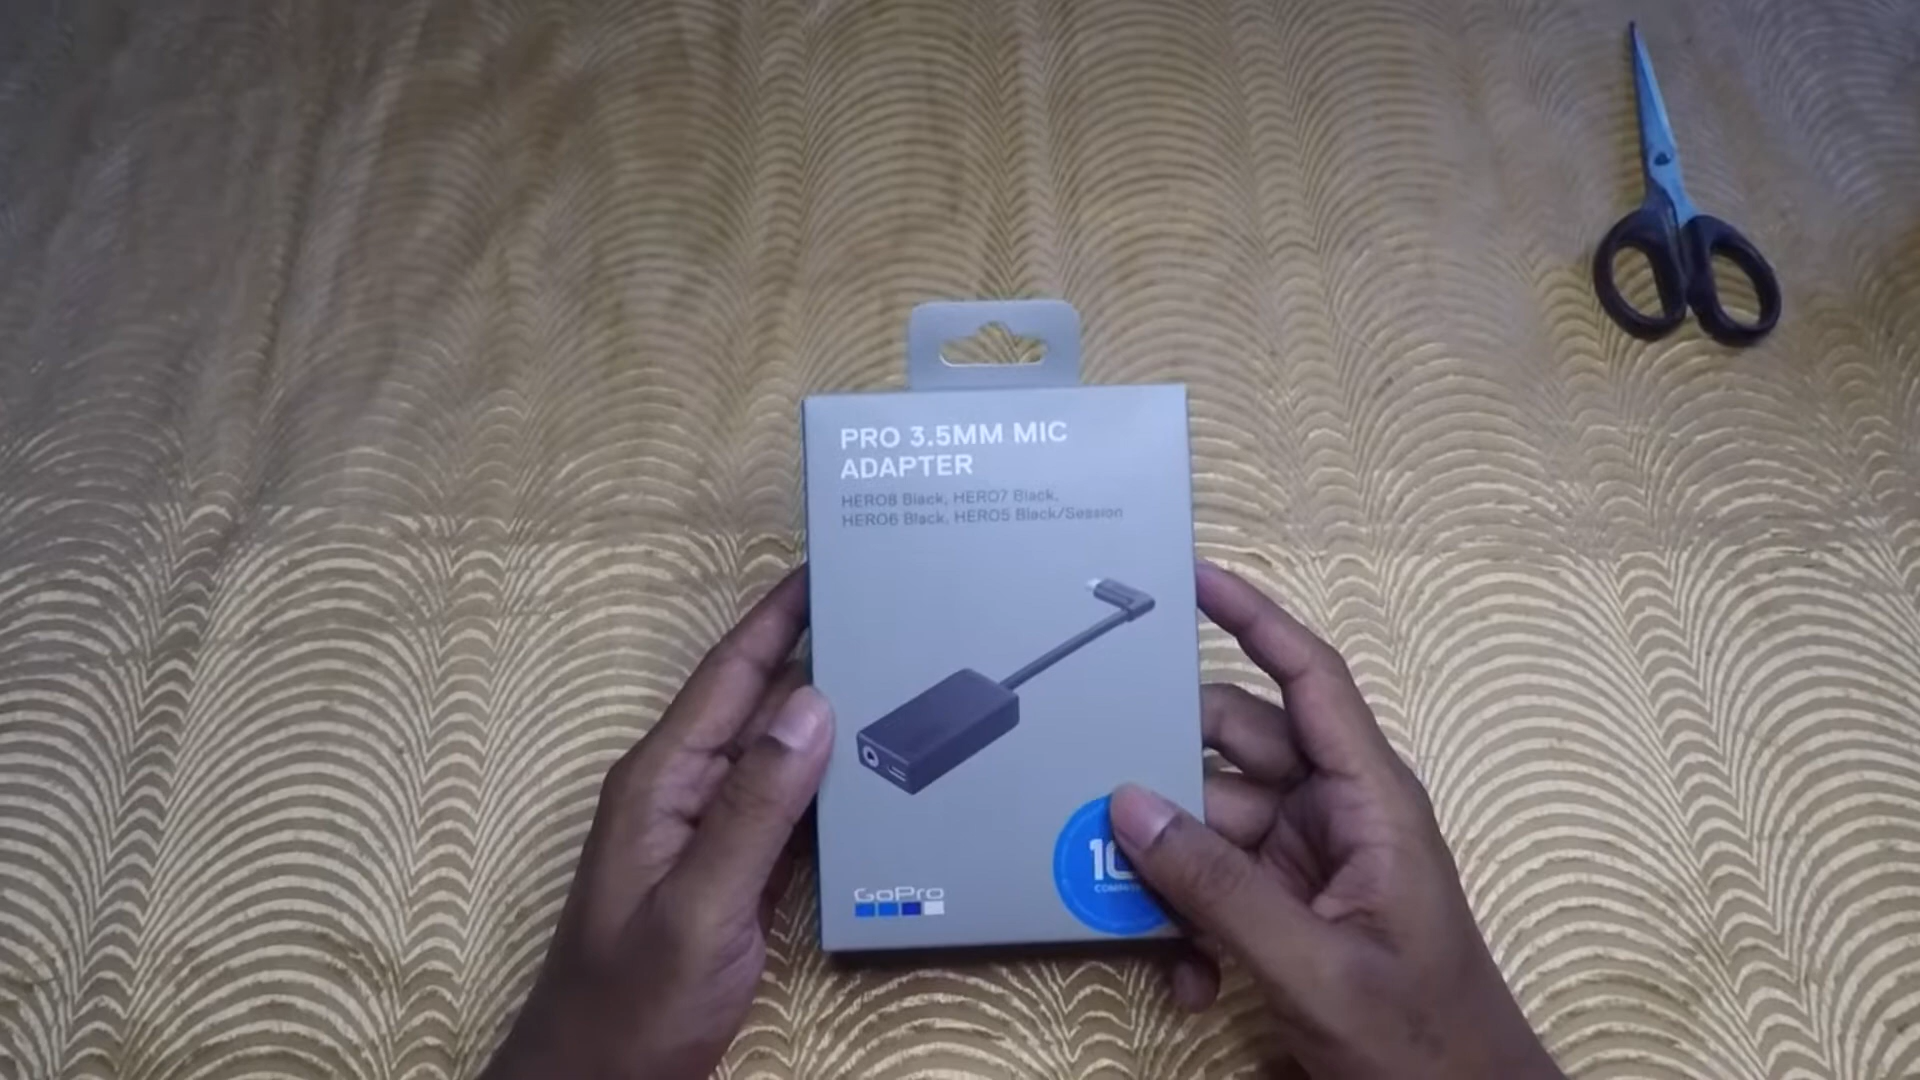 PRO 3.5MM MIC
ADAPTER
HERO8 Black, HERO7 Black,
HERO6 Black, HERO5 Black/Session
GoPro